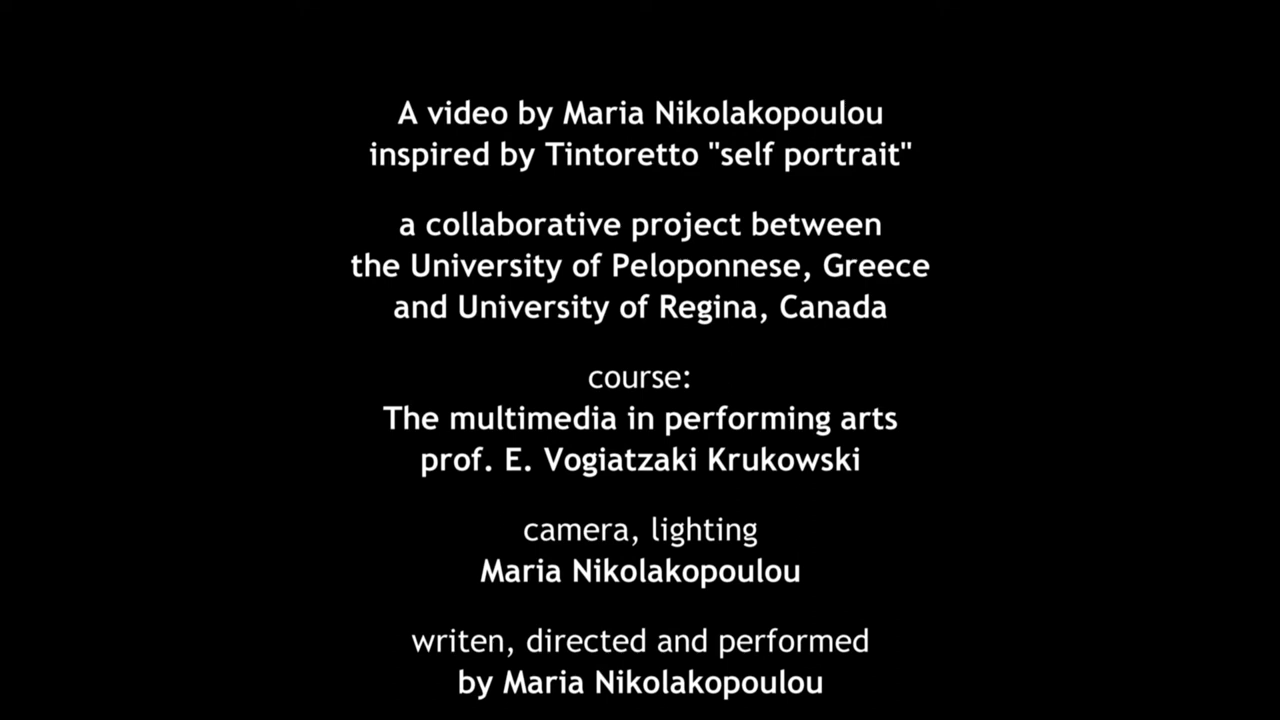 A video by Maria Nikolakopoulou
inspired by Tintoretto "self portrait"
a collaborative project between
the University of Peloponnese, Greece
and University of Regina, Canada
course:
The multimedia in performing arts
prof. E. Vogiatzaki Krukowski
camera, lighting
Maria Nikolakopoulou
writen, directed and performed
by Maria Nikolakopoulou